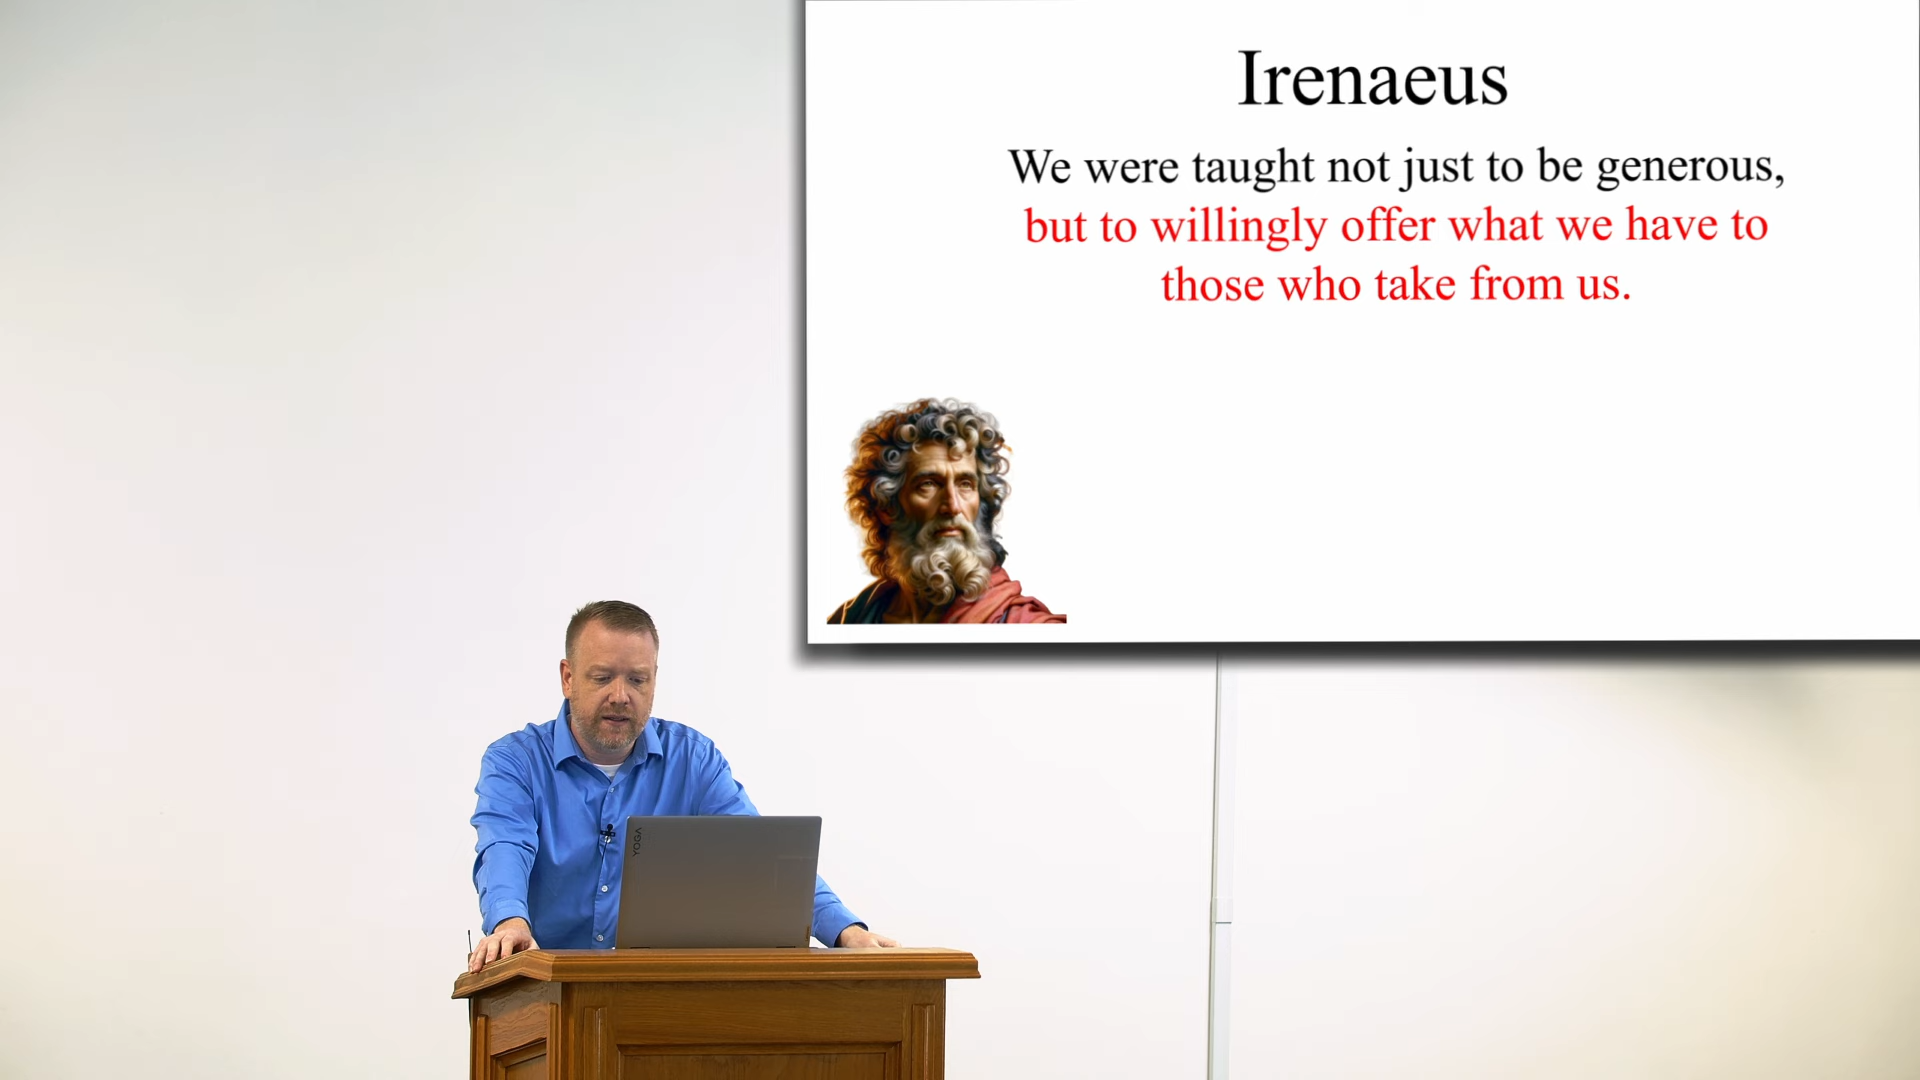 Irenaeus
We were taught not just to be generous,
but to willingly offer what we have to
those who take from us.
YOGA